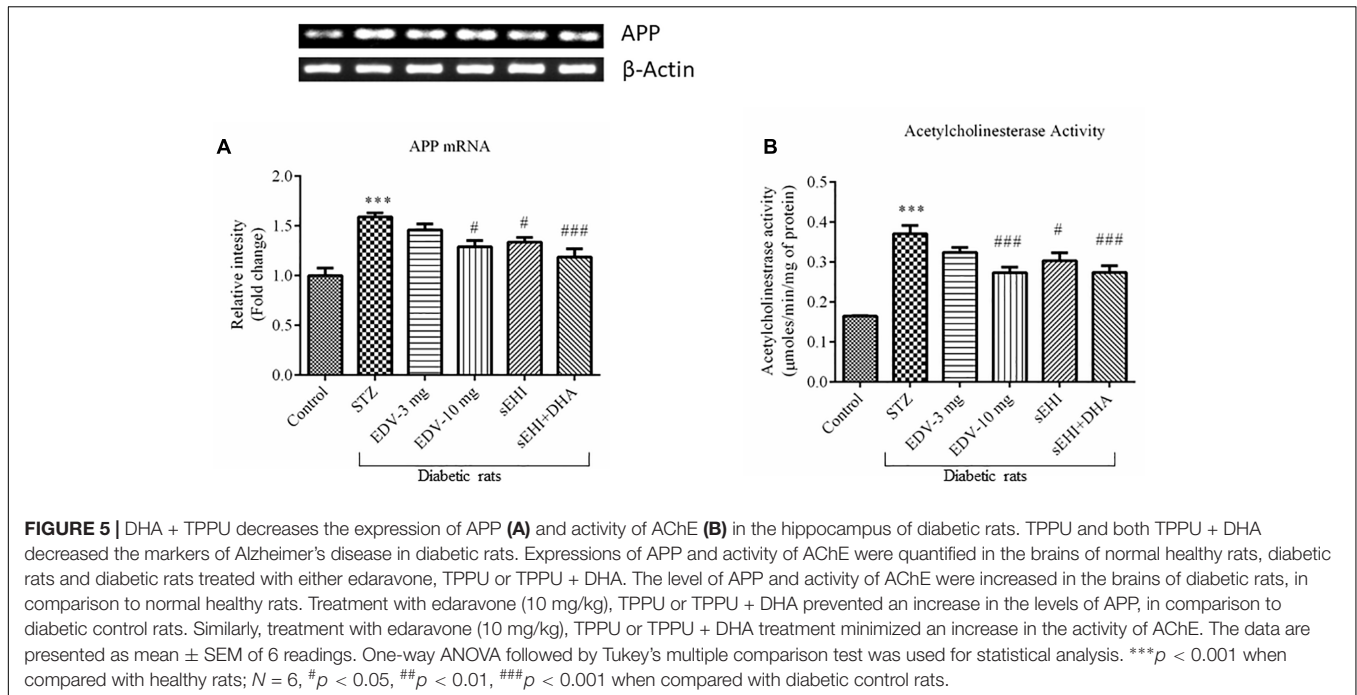 APP
β-Actin
A
APP mRNA
Relative intesity
(Fold change)
2.0
1.5
1.0
0.5
0.0
***
#
#
###
Control
STZ
EDV-3 mg
EDV-10 mg
sEHI
sEHI+DHA
Diabetic rats
B
Acetylcholinesterase Activity
Acetylcholinestrase activity
(µmoles/min/mg of protein)
0.5
0.4
0.3
0.2
0.1
0.0
***
###
#
###
Control
STZ
EDV-3 mg
EDV-10 mg
sEHI
sEHI+DHA
Diabetic rats
FIGURE 5 | DHA + TPPU decreases the expression of APP (A) and activity of AChE (B) in the hippocampus of diabetic rats. TPPU and both TPPU + DHA
decreased the markers of Alzheimer's disease in diabetic rats. Expressions of APP and activity of AChE were quantified in the brains of normal healthy rats, diabetic
rats and diabetic rats treated with either edaravone, TPPU or TPPU + DHA. The level of APP and activity of AChE were increased in the brains of diabetic rats, in
comparison to normal healthy rats. Treatment with edaravone (10 mg/kg), TPPU or TPPU + DHA prevented an increase in the levels of APP, in comparison to
diabetic control rats. Similarly, treatment with edaravone (10 mg/kg), TPPU or TPPU + DHA treatment minimized an increase in the activity of AChE. The data are
presented as mean ± SEM of 6 readings. One-way ANOVA followed by Tukey's multiple comparison test was used for statistical analysis. ***p < 0.001 when
compared with healthy rats; N = 6, #p < 0.05, ##p < 0.01, ###p < 0.001 when compared with diabetic control rats.